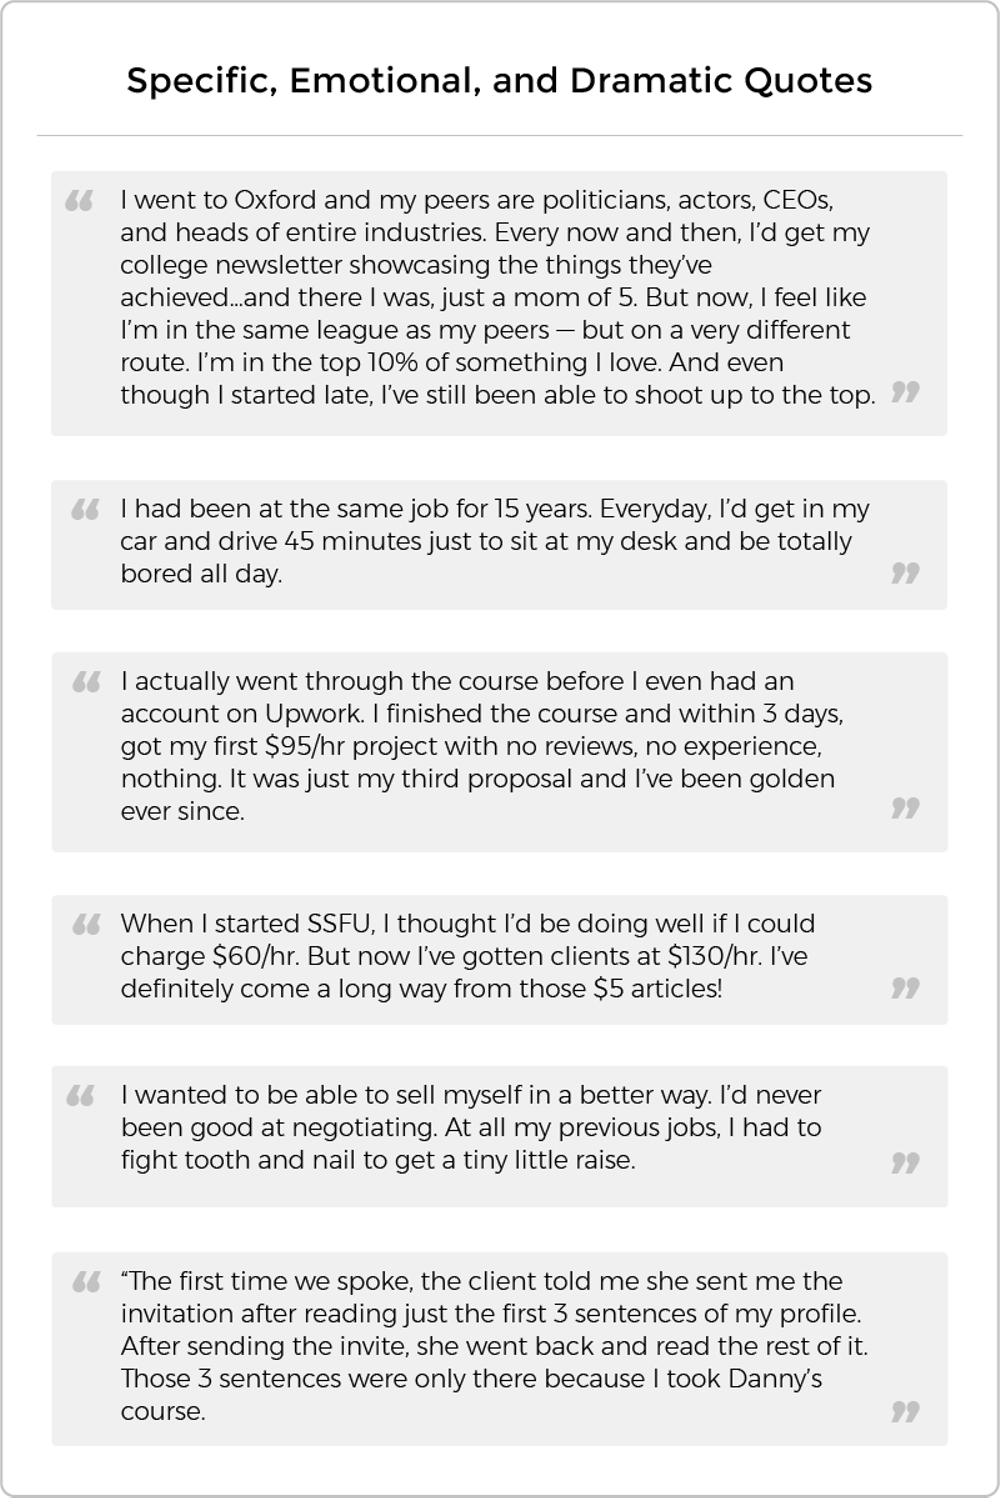 Specific, Emotional, and Dramatic Quotes
“
I went to Oxford and my peers are politicians, actors, CEOs,
and heads of entire industries. Every now and then, I’d get my
college newsletter showcasing the things they’ve
achieved...and there I was, just a mom of 5. But now, I feel like
I’m in the same league as my peers — but on a very different
route. I’m in the top 10% of something I love. And even
though I started late, I’ve still been able to shoot up to the top.
”
“
I had been at the same job for 15 years. Everyday, I’d get in my
car and drive 45 minutes just to sit at my desk and be totally
bored all day.
”
“
I actually went through the course before I even had an
account on Upwork. I finished the course and within 3 days,
got my first $95/hr project with no reviews, no experience,
nothing. It was just my third proposal and I’ve been golden
ever since.
”
“
When I started SSFU, I thought I’d be doing well if I could
charge $60/hr. But now I’ve gotten clients at $130/hr. I’ve
definitely come a long way from those $5 articles!
”
“
I wanted to be able to sell myself in a better way. I’d never
been good at negotiating. At all my previous jobs, I had to
fight tooth and nail to get a tiny little raise.
”
“
“The first time we spoke, the client told me she sent me the
invitation after reading just the first 3 sentences of my profile.
After sending the invite, she went back and read the rest of it.
Those 3 sentences were only there because I took Danny’s
course.
”